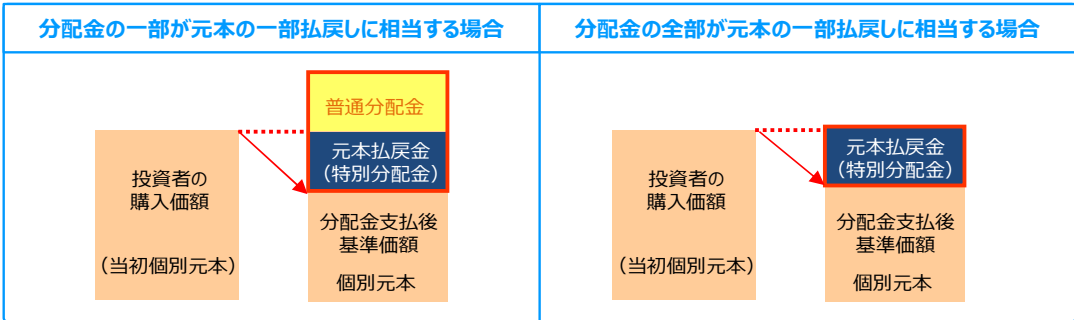 分配金の一部が元本の一部払戻しに相当する場合
分配金の全部が元本の一部払戻しに相当する場合
投資者の
購入価額
（当初個別元本）
普通分配金
元本払戻金
（特別分配金）
分配金支払後
基準価額
個別元本
投資者の
購入価額
（当初個別元本）
元本払戻金
（特別分配金）
分配金支払後
基準価額
個別元本